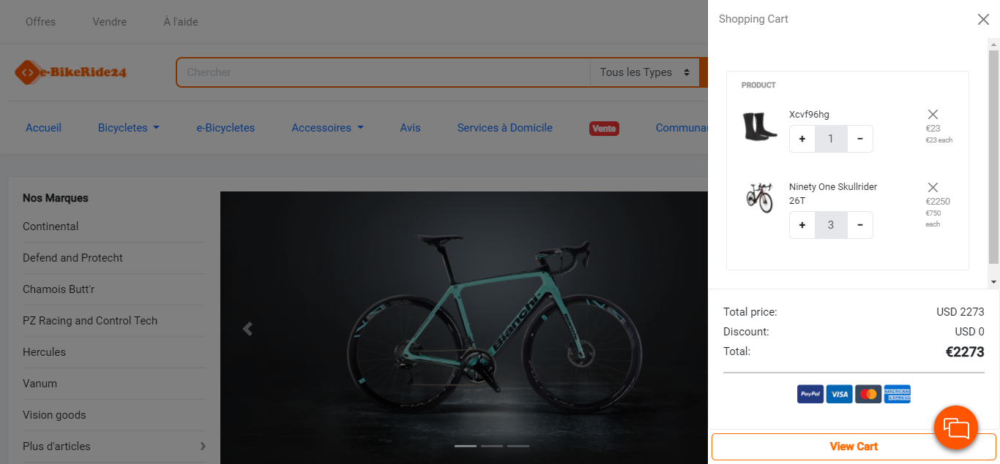 Offres Vendre À l'aide
Shopping Cart
e-BikeRide24
Chercher
Tous les Types
Accueil Bicycletes e-Bicycletes Accessoires Avis Services à Domicile Vente Communau
Nos Marques
Continental
Defend and Protecht
Chamois Butt'r
PZ Racing and Control Tech
Hercules
Vanum
Vision goods
Plus d'articles
Bianchi
PRODUCT
Xcvf96hg
€23
€23 each
+ 1 −
Ninety One Skullrider
26T
€2250
€750
each
+ 3 −
Total price: USD 2273
Discount: USD 0
Total: €2273
PayPal VISA AMERICAN EXPRESS
View Cart